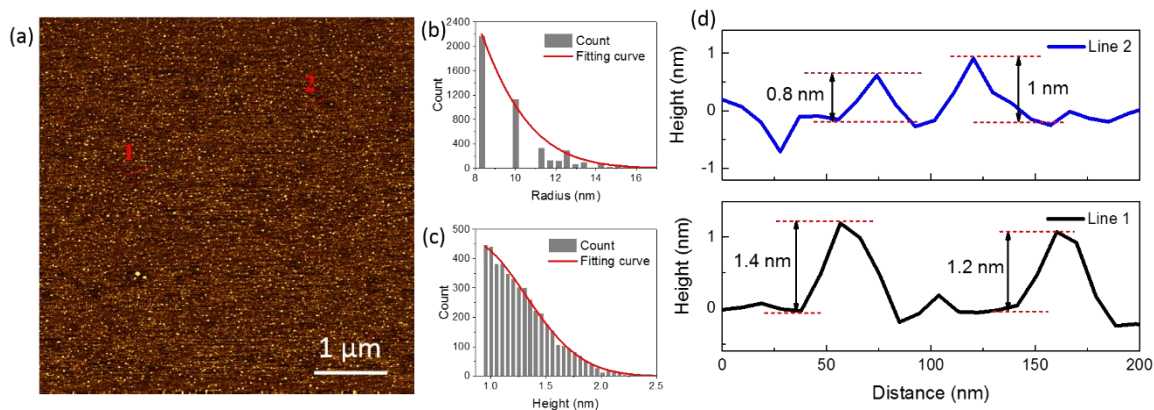 (a)
1
2
1 μm
(b)
Count
2400
2000
1600
1200
800
400
0
Count
Fitting curve
8
10
12
14
16
Radius (nm)
(c)
Count
500
400
300
200
100
0
Count
Fitting curve
1.0
1.5
2.0
2.5
Height (nm)
(d)
Height (nm)
1
0
-1
0.8 nm
1 nm
Line 2
Height (nm)
1
0
1.4 nm
1.2 nm
Line 1
0
50
100
150
200
Distance (nm)